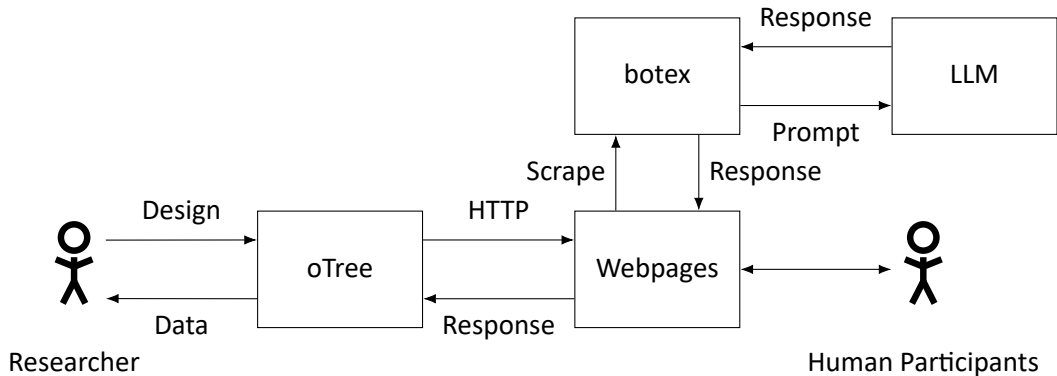 Response
botex
LLM
Prompt
Scrape
Response
Design
HTTP
oTree
Webpages
Data
Response
Researcher
Human Participants